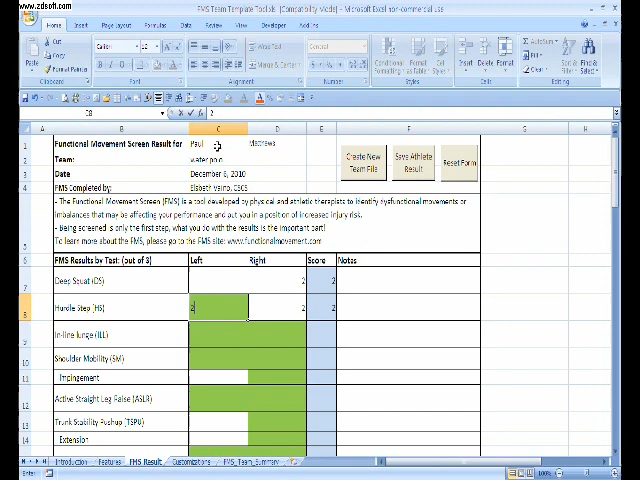 www.zdsoft.com
FMS Team Template Tool.xls [Compatibility Mode] - Microsoft Excel non-commercial use
Home Insert Page Layout Formulas Data Review View Developer Add-Ins
Cut
Copy
Format Painter
Paste
Calibri 12
Wrap Text
Merge & Center
General
Conditional Formatting
Format as Table
Cell Styles
Insert Delete Format
AutoSum
Fill
Clear
Sort & Filter
Find & Select
Clipboard Font Alignment Number Styles Cells Editing
C8 2
A B C D E F G H
1 Functional Movement Screen Result for Paul Matthews
2 Team: water polo
3 Date December 6, 2010
4 FMS Completed by: Elsbeth Vaino, CSCS
Create New Team File
Save Athlete Result
Reset Form
- The Functional Movement Screen (FMS) is a tool developed by physical and athletic therapists to identify dysfunctional movements or
imbalances that may be affecting your performance and put you in a position of increased injury risk.
- Being screened is only the first step, what you do with the results is the important part!
5 To learn more about the FMS, please go to the FMS site: www.functionalmovement.com
6 FMS Results by Test: (out of 3) Left Right Score Notes
7 Deep Squat (DS) 2 2
8 Hurdle Step (HS) 2 2 2
9 In-line lunge (ILL)
10 Shoulder Mobility (SM)
11 Impingement
12 Active Straight Leg Raise (ASLR)
13 Trunk Stability Pushup (TSPU)
14 Extension
Introduction Features FMS Result Customizations FMS_Team_Summary
Enter 100%